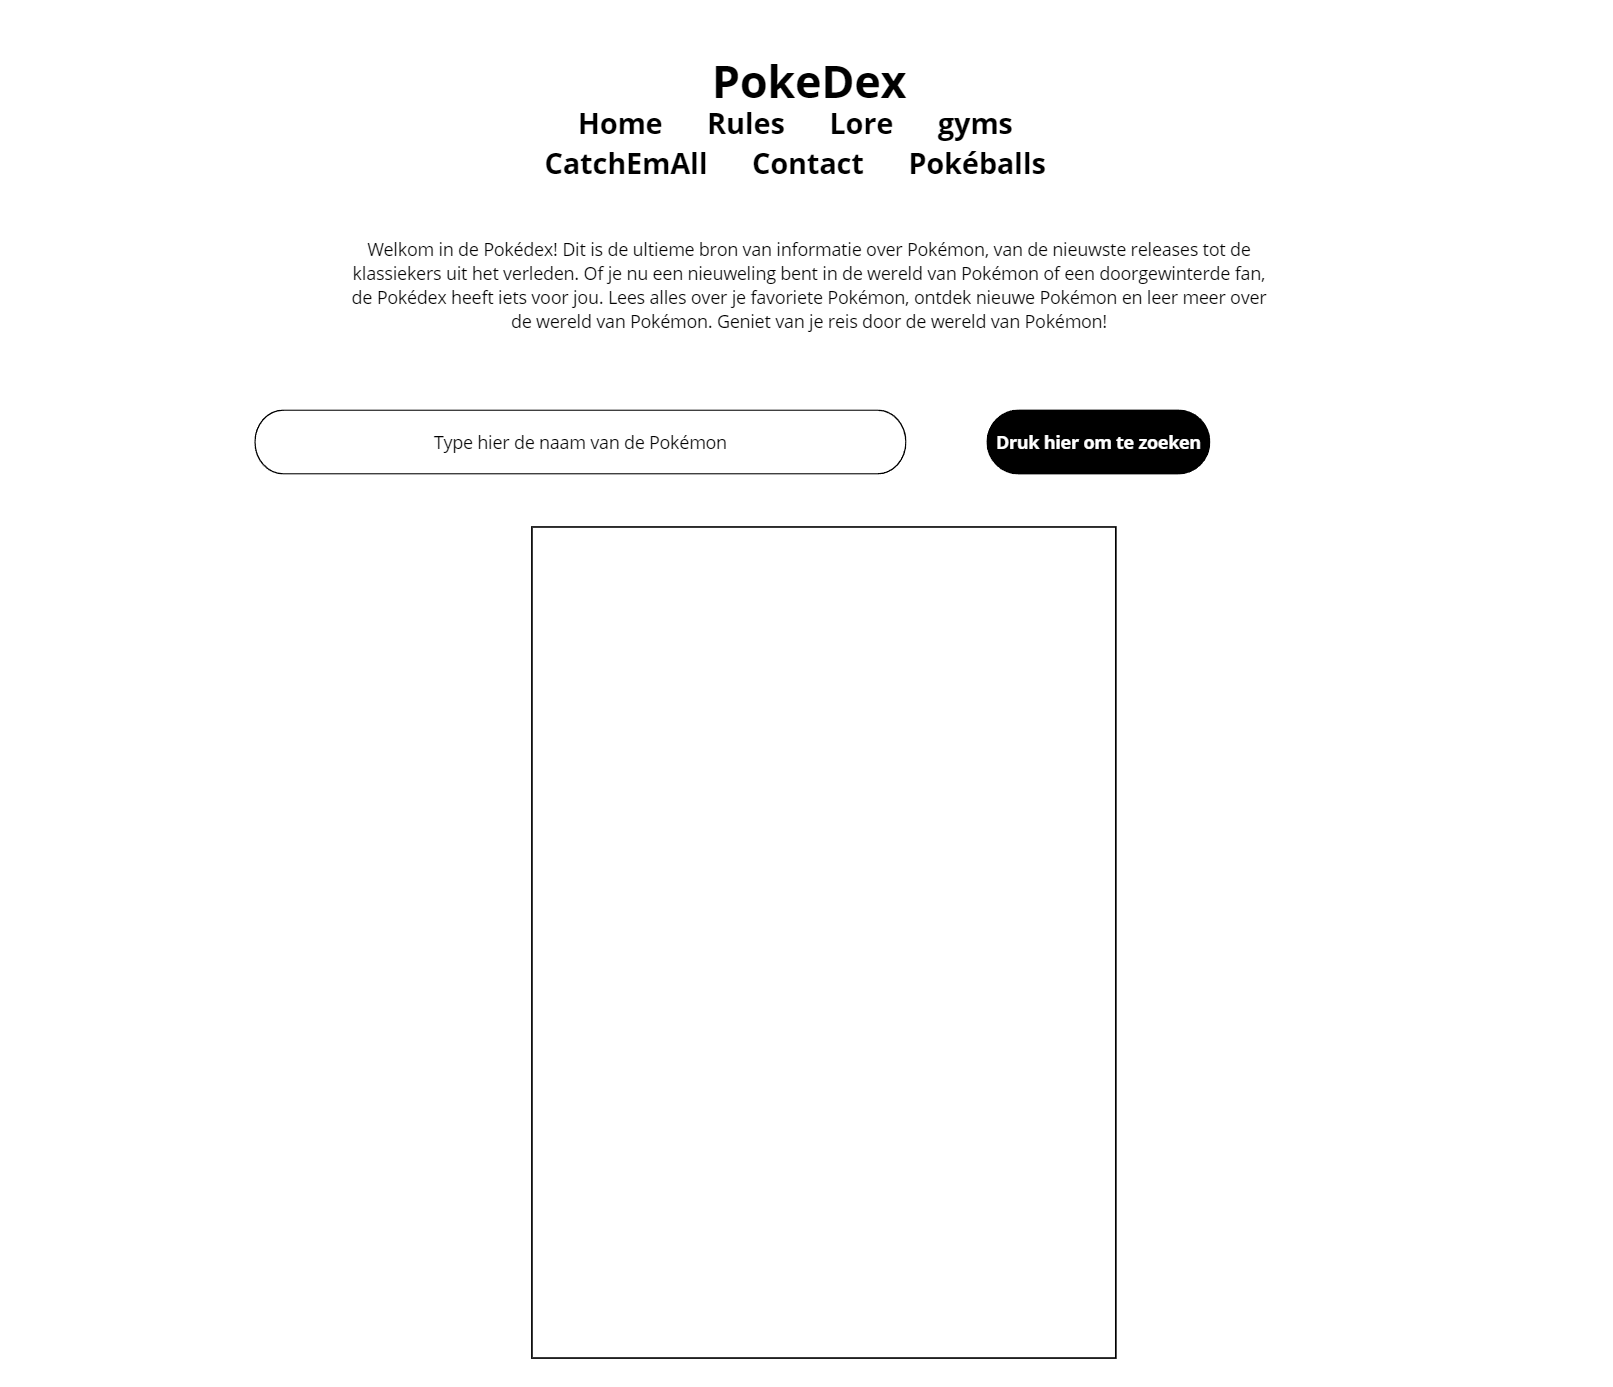 PokeDex
Home Rules Lore gyms
CatchEmAll Contact Pokéballs
Welkom in de Pokédex! Dit is de ultieme bron van informatie over Pokémon, van de nieuwste releases tot de
klassiekers uit het verleden. Of je nu een nieuweling bent in de wereld van Pokémon of een doorgewinterde fan,
de Pokédex heeft iets voor jou. Lees alles over je favoriete Pokémon, ontdek nieuwe Pokémon en leer meer over
de wereld van Pokémon. Geniet van je reis door de wereld van Pokémon!
Type hier de naam van de Pokémon
Druk hier om te zoeken